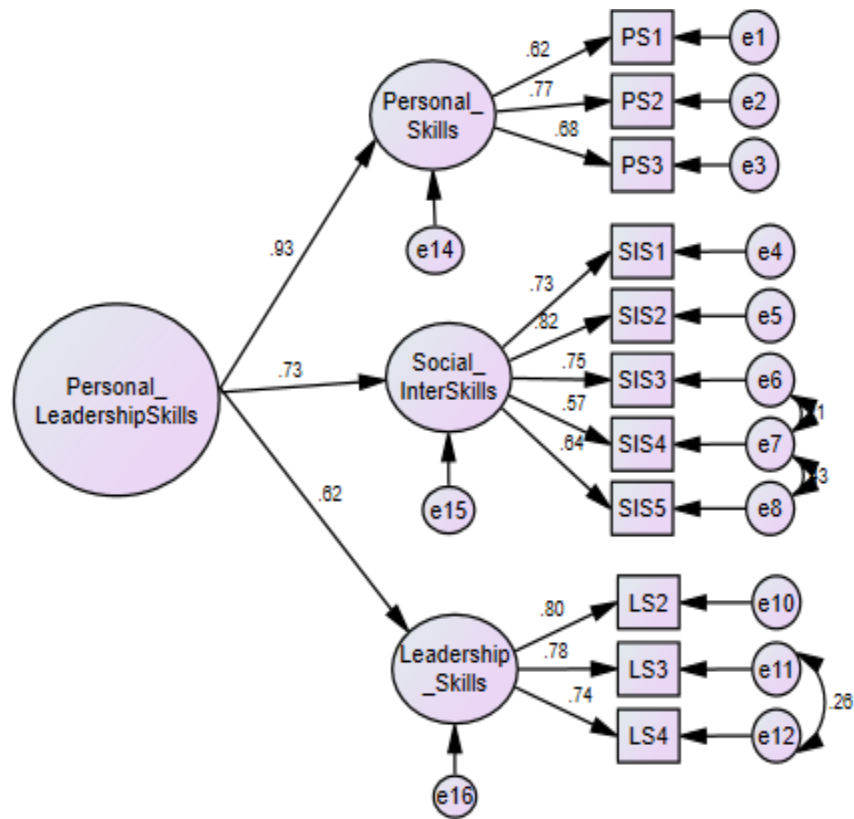 .62
PS1
e1
Personal_
Skills
.77
PS2
e2
.68
PS3
e3
e14
.93
SIS1
e4
.73
SIS2
e5
.82
Social_
InterSkills
.75
SIS3
e6
Personal_
LeadershipSkills
.73
.57
SIS4
e7
.64
SIS5
e8
e15
.62
.80
LS2
e10
Leadership
_Skills
.78
LS3
e11
.26
.74
LS4
e12
e16